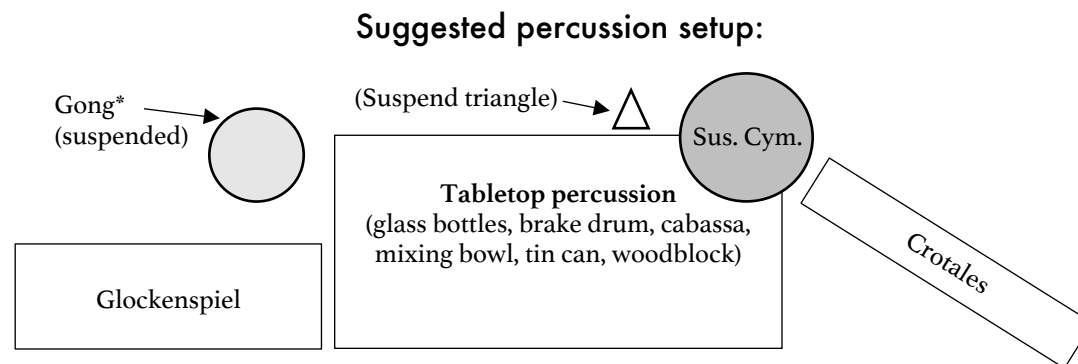 Suggested percussion setup:
Gong*
(suspended)
(Suspend triangle)
Sus. Cym.
Tabletop percussion
(glass bottles, brake drum, cabassa,
mixing bowl, tin can, woodblock)
Glockenspiel
Crotales